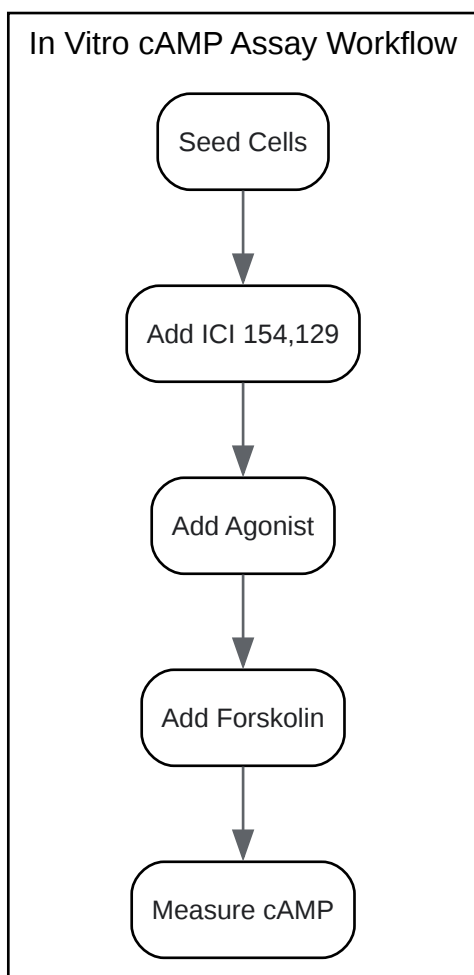 In Vitro cAMP Assay Workflow
Seed Cells
Add ICI 154,129
Add Agonist
Add Forskolin
Measure cAMP